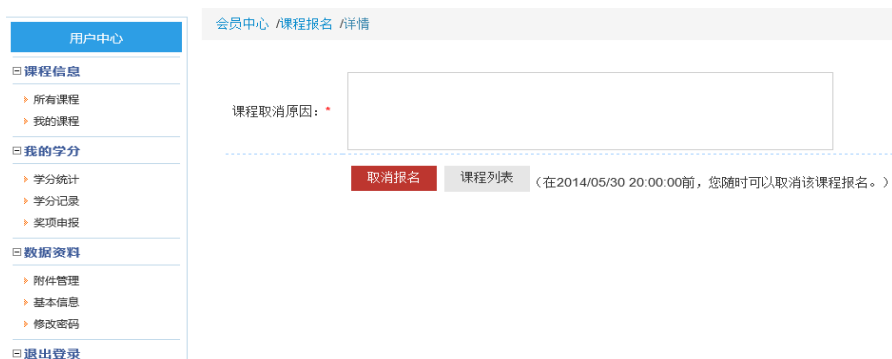 用户中心
课程信息
所有课程
我的课程
我的学分
学分统计
学分记录
奖项申报
数据资料
附件管理
基本信息
修改密码
退出登录
会员中心 /课程报名 /详情
课程取消原因：*
取消报名 课程列表 （在2014/05/30 20:00:00前，您随时可以取消该课程报名。）